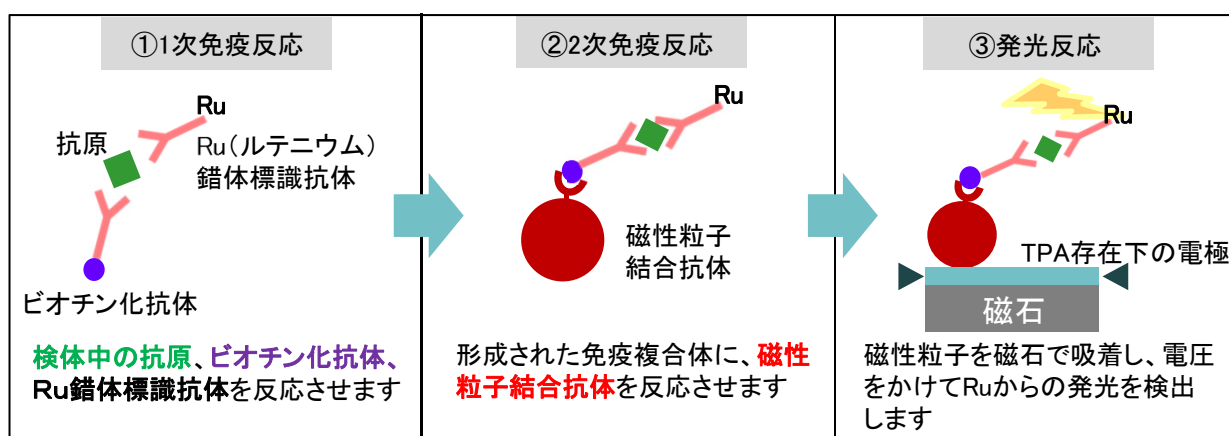 ①1次免疫反応
Ru
抗原
Ru(ルテニウム)
錯体標識抗体
ビオチン化抗体
検体中の抗原、ビオチン化抗体、
Ru錯体標識抗体を反応させます
②2次免疫反応
Ru
磁性粒子
結合抗体
形成された免疫複合体に、磁性
粒子結合抗体を反応させます
③発光反応
Ru
TPA存在下の電極
磁石
磁性粒子を磁石で吸着し、電圧
をかけてRuからの発光を検出
します